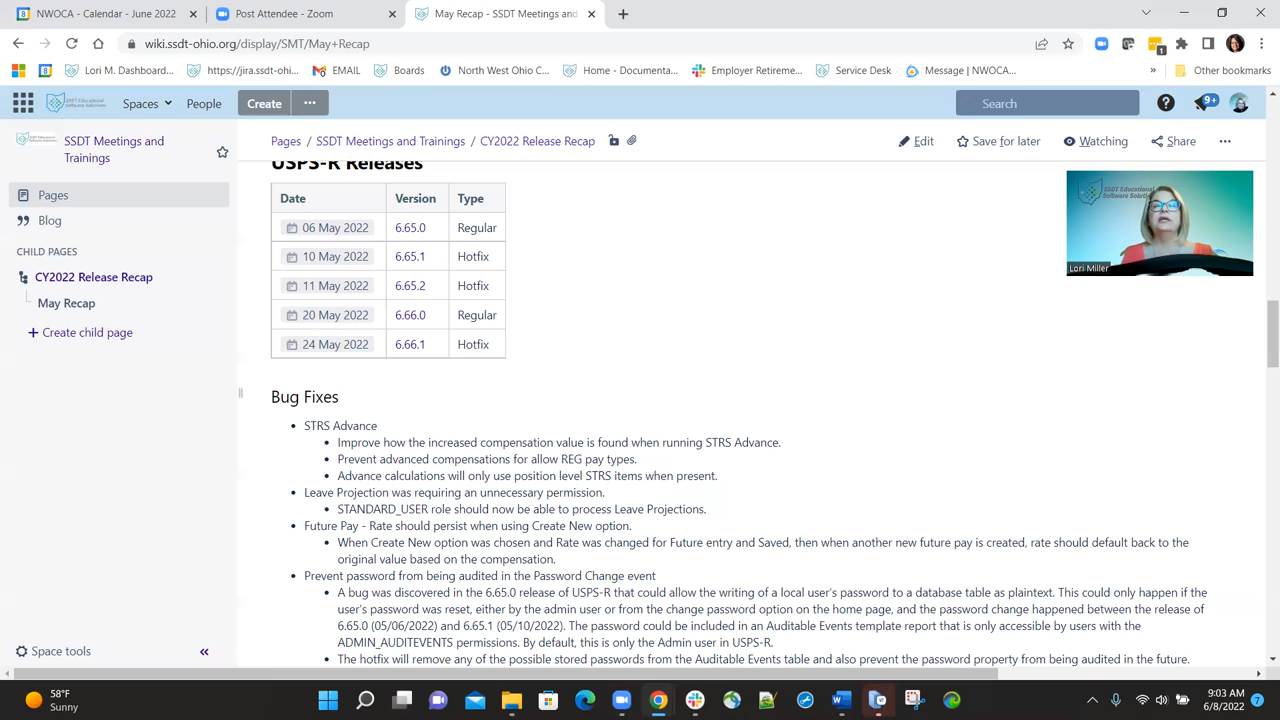 NWOCA - Calendar - June 2022
Post Attendee - Zoom
May Recap - SSDT Meetings and
wiki.ssdt-ohio.org/display/SMT/May+Recap
Lori M. Dashboard...
https://jira.ssdt-ohi...
EMAIL
Boards
North West Ohio C...
Home - Documenta...
Employer Retireme...
Service Desk
Message | NWOCA...
»
Other bookmarks
Spaces
People
Create
Search
9+
SSDT Meetings and
Trainings
Pages
Blog
CHILD PAGES
CY2022 Release Recap
May Recap
+ Create child page
Space tools
«
Pages / SSDT Meetings and Trainings / CY2022 Release Recap
Edit
Save for later
Watching
Share
USPS-R Releases
Date Version Type
06 May 2022 6.65.0 Regular
10 May 2022 6.65.1 Hotfix
11 May 2022 6.65.2 Hotfix
20 May 2022 6.66.0 Regular
24 May 2022 6.66.1 Hotfix
SSDT Educational
Software Solutions
Lori Miller
Bug Fixes
• STRS Advance
• Improve how the increased compensation value is found when running STRS Advance.
• Prevent advanced compensations for allow REG pay types.
• Advance calculations will only use position level STRS items when present.
• Leave Projection was requiring an unnecessary permission.
• STANDARD_USER role should now be able to process Leave Projections.
• Future Pay - Rate should persist when using Create New option.
• When Create New option was chosen and Rate was changed for Future entry and Saved, then when another new future pay is created, rate should default back to the
original value based on the compensation.
• Prevent password from being audited in the Password Change event
• A bug was discovered in the 6.65.0 release of USPS-R that could allow the writing of a local user's password to a database table as plaintext. This could only happen if the
user's password was reset, either by the admin user or from the change password option on the home page, and the password change happened between the release of
6.65.0 (05/06/2022) and 6.65.1 (05/10/2022). The password could be included in an Auditable Events template report that is only accessible by users with the
ADMIN_AUDITEVENTS permissions. By default, this is only the Admin user in USPS-R.
• The hotfix will remove any of the possible stored passwords from the Auditable Events table and also prevent the password property from being audited in the future.
58°F
Sunny
9:03 AM
6/8/2022
7